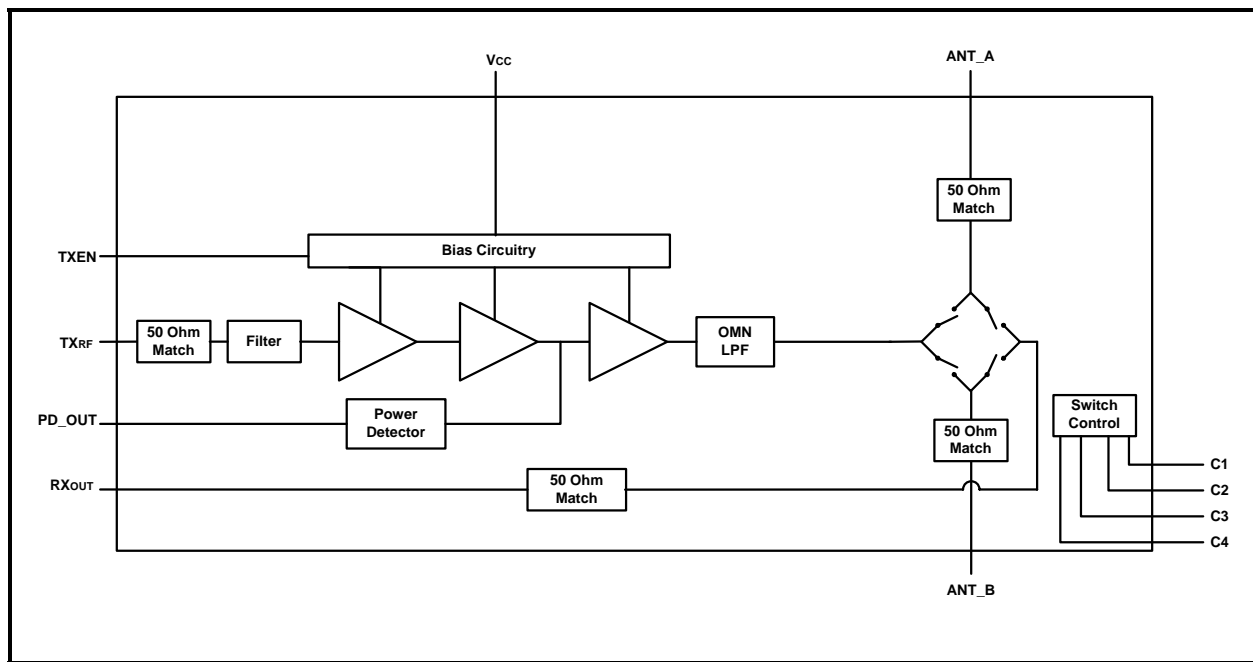 Vcc
ANT_A
50 Ohm
Match
Bias Circuitry
TXEN
TXRF
50 Ohm
Match
Filter
OMN
LPF
PD_OUT
Power
Detector
50 Ohm
Match
Switch
Control
RXOUT
50 Ohm
Match
C1
C2
C3
C4
ANT_B